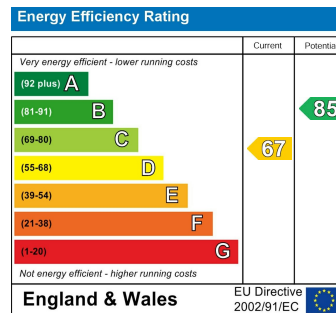 Energy Efficiency Rating
Current Potential
Very energy efficient - lower running costs
(92 plus) A
(81-91) B
(69-80) C
(55-68) D
(39-54) E
(21-38) F
(1-20) G
67
85
Not energy efficient - higher running costs
England & Wales
EU Directive
2002/91/EC